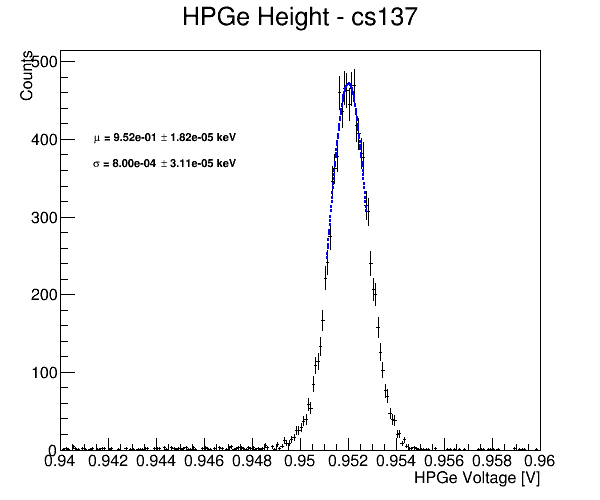 HPGe Height - cs137
Counts
500
400
300
200
100
0
μ = 9.52e-01 ± 1.82e-05 keV
σ = 8.00e-04 ± 3.11e-05 keV
0.94 0.942 0.944 0.946 0.948 0.95 0.952 0.954 0.956 0.958 0.96
HPGe Voltage [V]